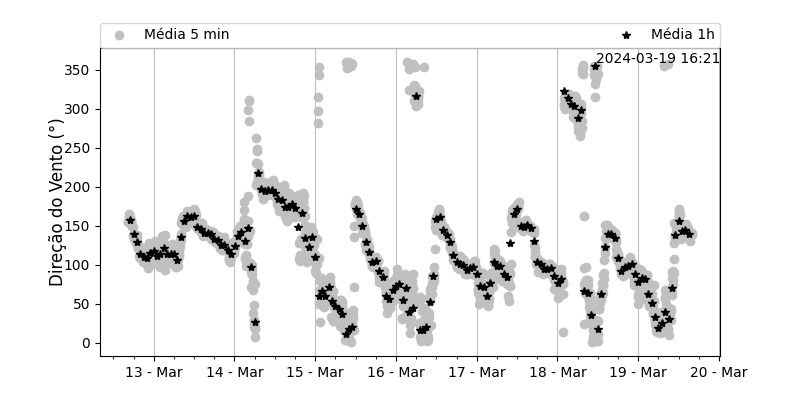 Média 5 min
Média 1h
2024-03-19 16:21
Direção do Vento (°)
350
300
250
200
150
100
50
0
13 - Mar
14 - Mar
15 - Mar
16 - Mar
17 - Mar
18 - Mar
19 - Mar
20 - Mar